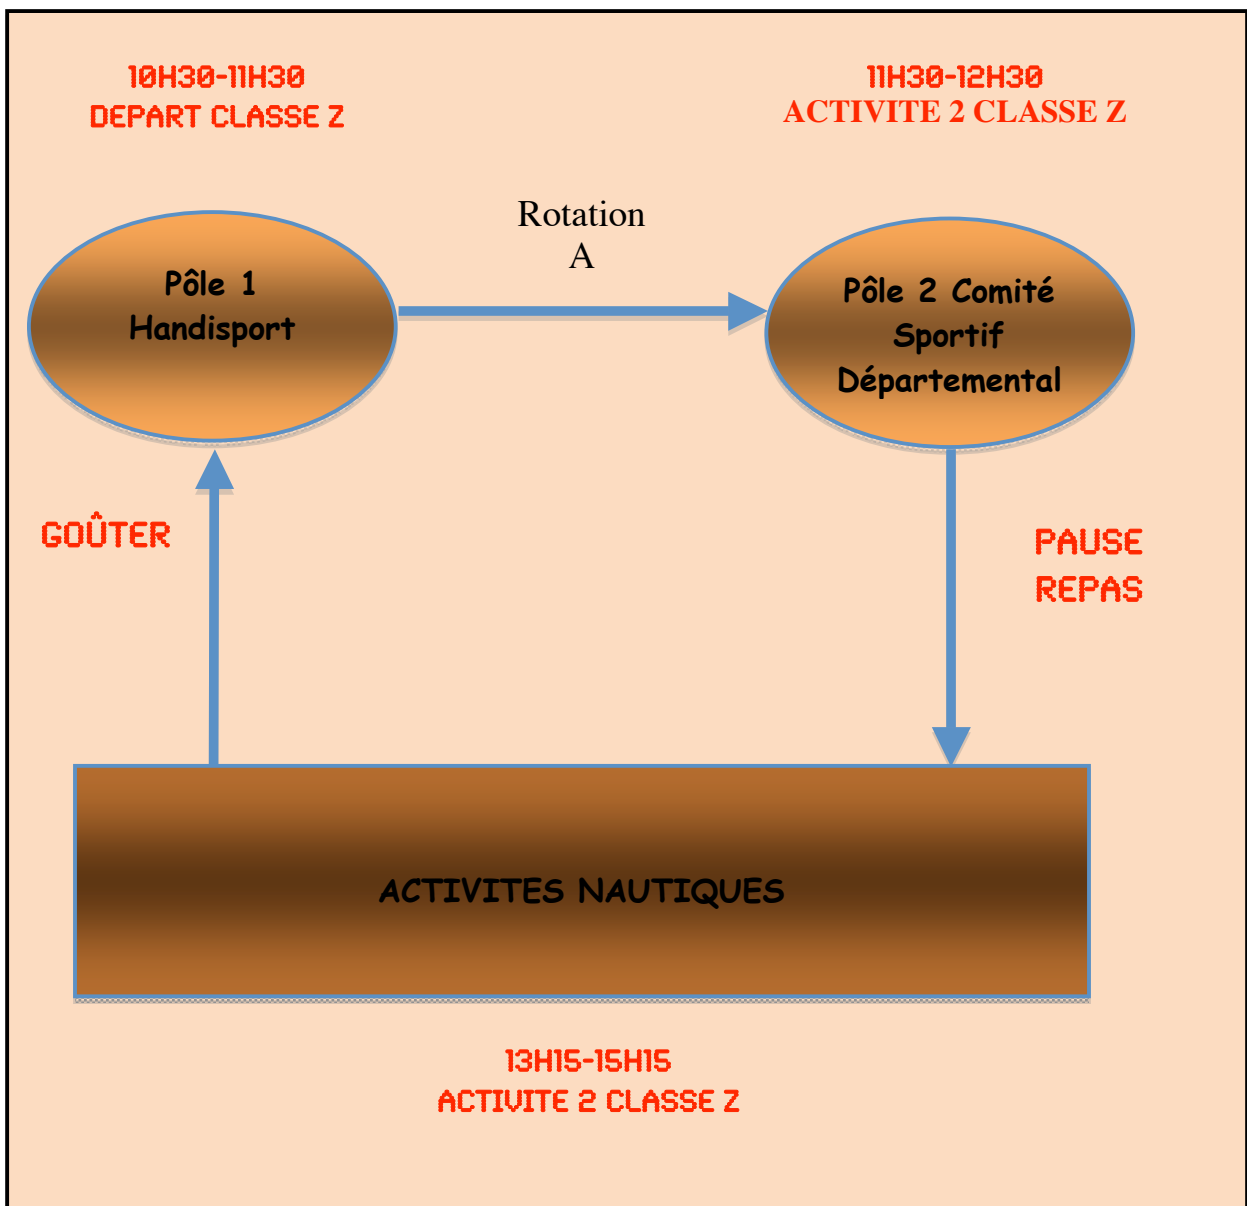 10H30-11H30
DEPART CLASSE Z
11H30-12H30
ACTIVITE 2 CLASSE Z
Rotation
A
Pôle 1
Handisport
Pôle 2 Comité
Sportif
Départemental
GOÛTER
PAUSE
REPAS
ACTIVITES NAUTIQUES
13H15-15H15
ACTIVITE 2 CLASSE Z